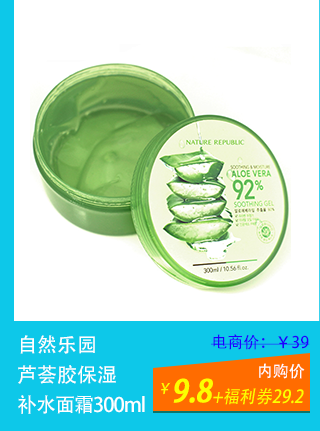 NATURE REPUBLIC
SOOTHING & MOISTURE
ALOE VERA
92%
SOOTHING GEL
300ml / 10.56 fl.oz
自然乐园
芦荟胶保湿
补水面霜300ml
电商价：￥39
内购价
￥9.8+福利券29.2